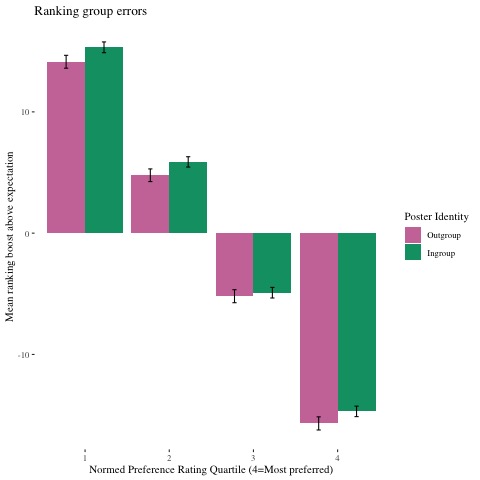 Ranking group errors
Mean ranking boost above expectation
10
0
-10
1 2 3 4
Normed Preference Rating Quartile (4=Most preferred)
Poster Identity
Outgroup
Ingroup